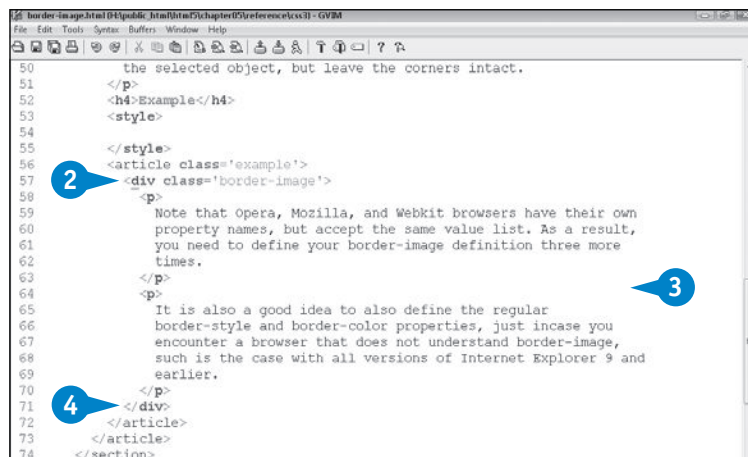 border-image.html (H:\public_html\html5\chapter05\reference\css3) - GVIM
File Edit Tools Syntax Buffers Window Help
50 the selected object, but leave the corners intact.
51 </p>
52 <h4>Example</h4>
53 <style>
54
55 </style>
56 <article class='example'>
2
57 <div class='border-image'>
58 <p>
59 Note that Opera, Mozilla, and Webkit browsers have their own
60 property names, but accept the same value list. As a result,
61 you need to define your border-image definition three more
62 times.
63 </p>
3
64 <p>
65 It is also a good idea to also define the regular
66 border-style and border-color properties, just incase you
67 encounter a browser that does not understand border-image,
68 such is the case with all versions of Internet Explorer 9 and
69 earlier.
70 </p>
4
71 </div>
72 </article>
73 </article>
74 </section>